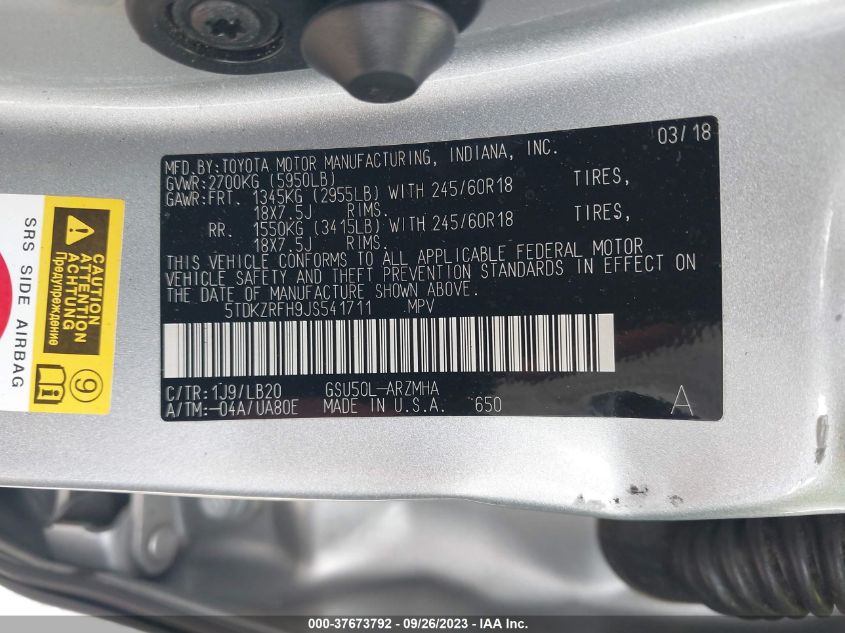 03/18
MFD.BY:TOYOTA MOTOR MANUFACTURING, INDIANA, INC.
GVWR:2700KG (5950LB)
GAWR:FRT. 1345KG (2955LB) WITH 245/60R18 TIRES,
18X7.5J RIMS.
RR. 1550KG (3415LB) WITH 245/60R18 TIRES,
18X7.5J RIMS.
THIS VEHICLE CONFORMS TO ALL APPLICABLE FEDERAL MOTOR
VEHICLE SAFETY AND THEFT PREVENTION STANDARDS IN EFFECT ON
THE DATE OF MANUFACTURE SHOWN ABOVE.
5TDKZRFH9JS541711 MPV
C/TR:1J9/LB20 GSU50L-ARZMHA
A/TM:-04A/UA80E MADE IN U.S.A. 650 A
SRS SIDE AIRBAG
CAUTION
ATTENTION
ACHTUNG
Предупреждение
i
9
000-37673792 - 09/26/2023 - IAA Inc.